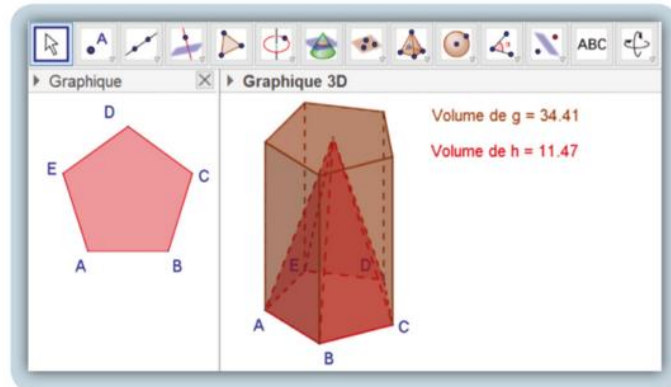 A
ABC
Graphique
Graphique 3D
D
E
C
A
B
Volume de g = 34.41
Volume de h = 11.47
E
D
A
C
B